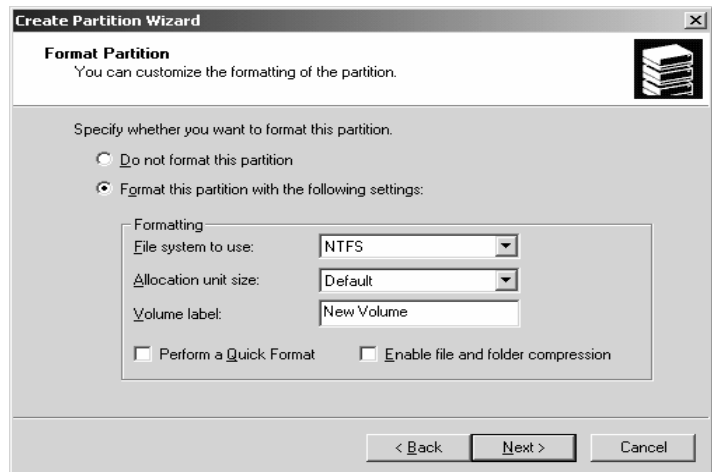 Create Partition Wizard
Format Partition
You can customize the formatting of the partition.
Specify whether you want to format this partition.
Do not format this partition
Format this partition with the following settings:
Formatting
File system to use: NTFS
Allocation unit size: Default
Volume label: New Volume
Perform a Quick Format Enable file and folder compression
< Back Next > Cancel